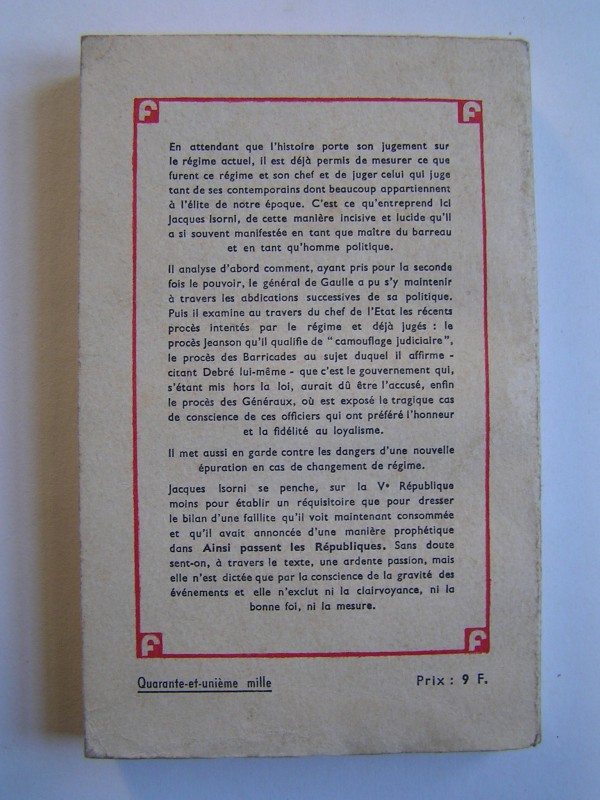 En attendant que l'histoire porte son jugement sur
le régime actuel, il est déjà permis de mesurer ce que
furent ce régime et son chef et de juger celui qui juge
tant de ses contemporains dont beaucoup appartiennent
à l'élite de notre époque. C'est ce qu'entreprend ici
Jacques Isorni, de cette manière incisive et lucide qu'il
a si souvent manifestée en tant que maître du barreau
et en tant qu'homme politique.
Il analyse d'abord comment, ayant pris pour la seconde
fois le pouvoir, le général de Gaulle a pu s'y maintenir
à travers les abdications successives de sa politique.
Puis il examine au travers du chef de l'Etat les récents
procès intentés par le régime et déjà jugés : le
procès Jeanson qu'il qualifie de "camouflage judiciaire",
le procès des Barricades au sujet duquel il affirme -
citant Debré lui-même - que c'est le gouvernement qui,
s'étant mis hors la loi, aurait dû être l'accusé, enfin
le procès des Généraux, où est exposé le tragique cas
de conscience de ces officiers qui ont préféré l'honneur
et la fidélité au loyalisme.
Il met aussi en garde contre les dangers d'une nouvelle
épuration en cas de changement de régime.
Jacques Isorni se penche, sur la Ve République
moins pour établir un réquisitoire que pour dresser
le bilan d'une faillite qu'il voit maintenant consommée
et qu'il avait annoncée d'une manière prophétique
dans Ainsi passent les Républiques. Sans doute
sent-on, à travers le texte, une ardente passion, mais
elle n'est dictée que par la conscience de la gravité des
événements et elle n'exclut ni la clairvoyance, ni la
bonne foi, ni la mesure.
Quarante-et-unième mille
Prix : 9 F.